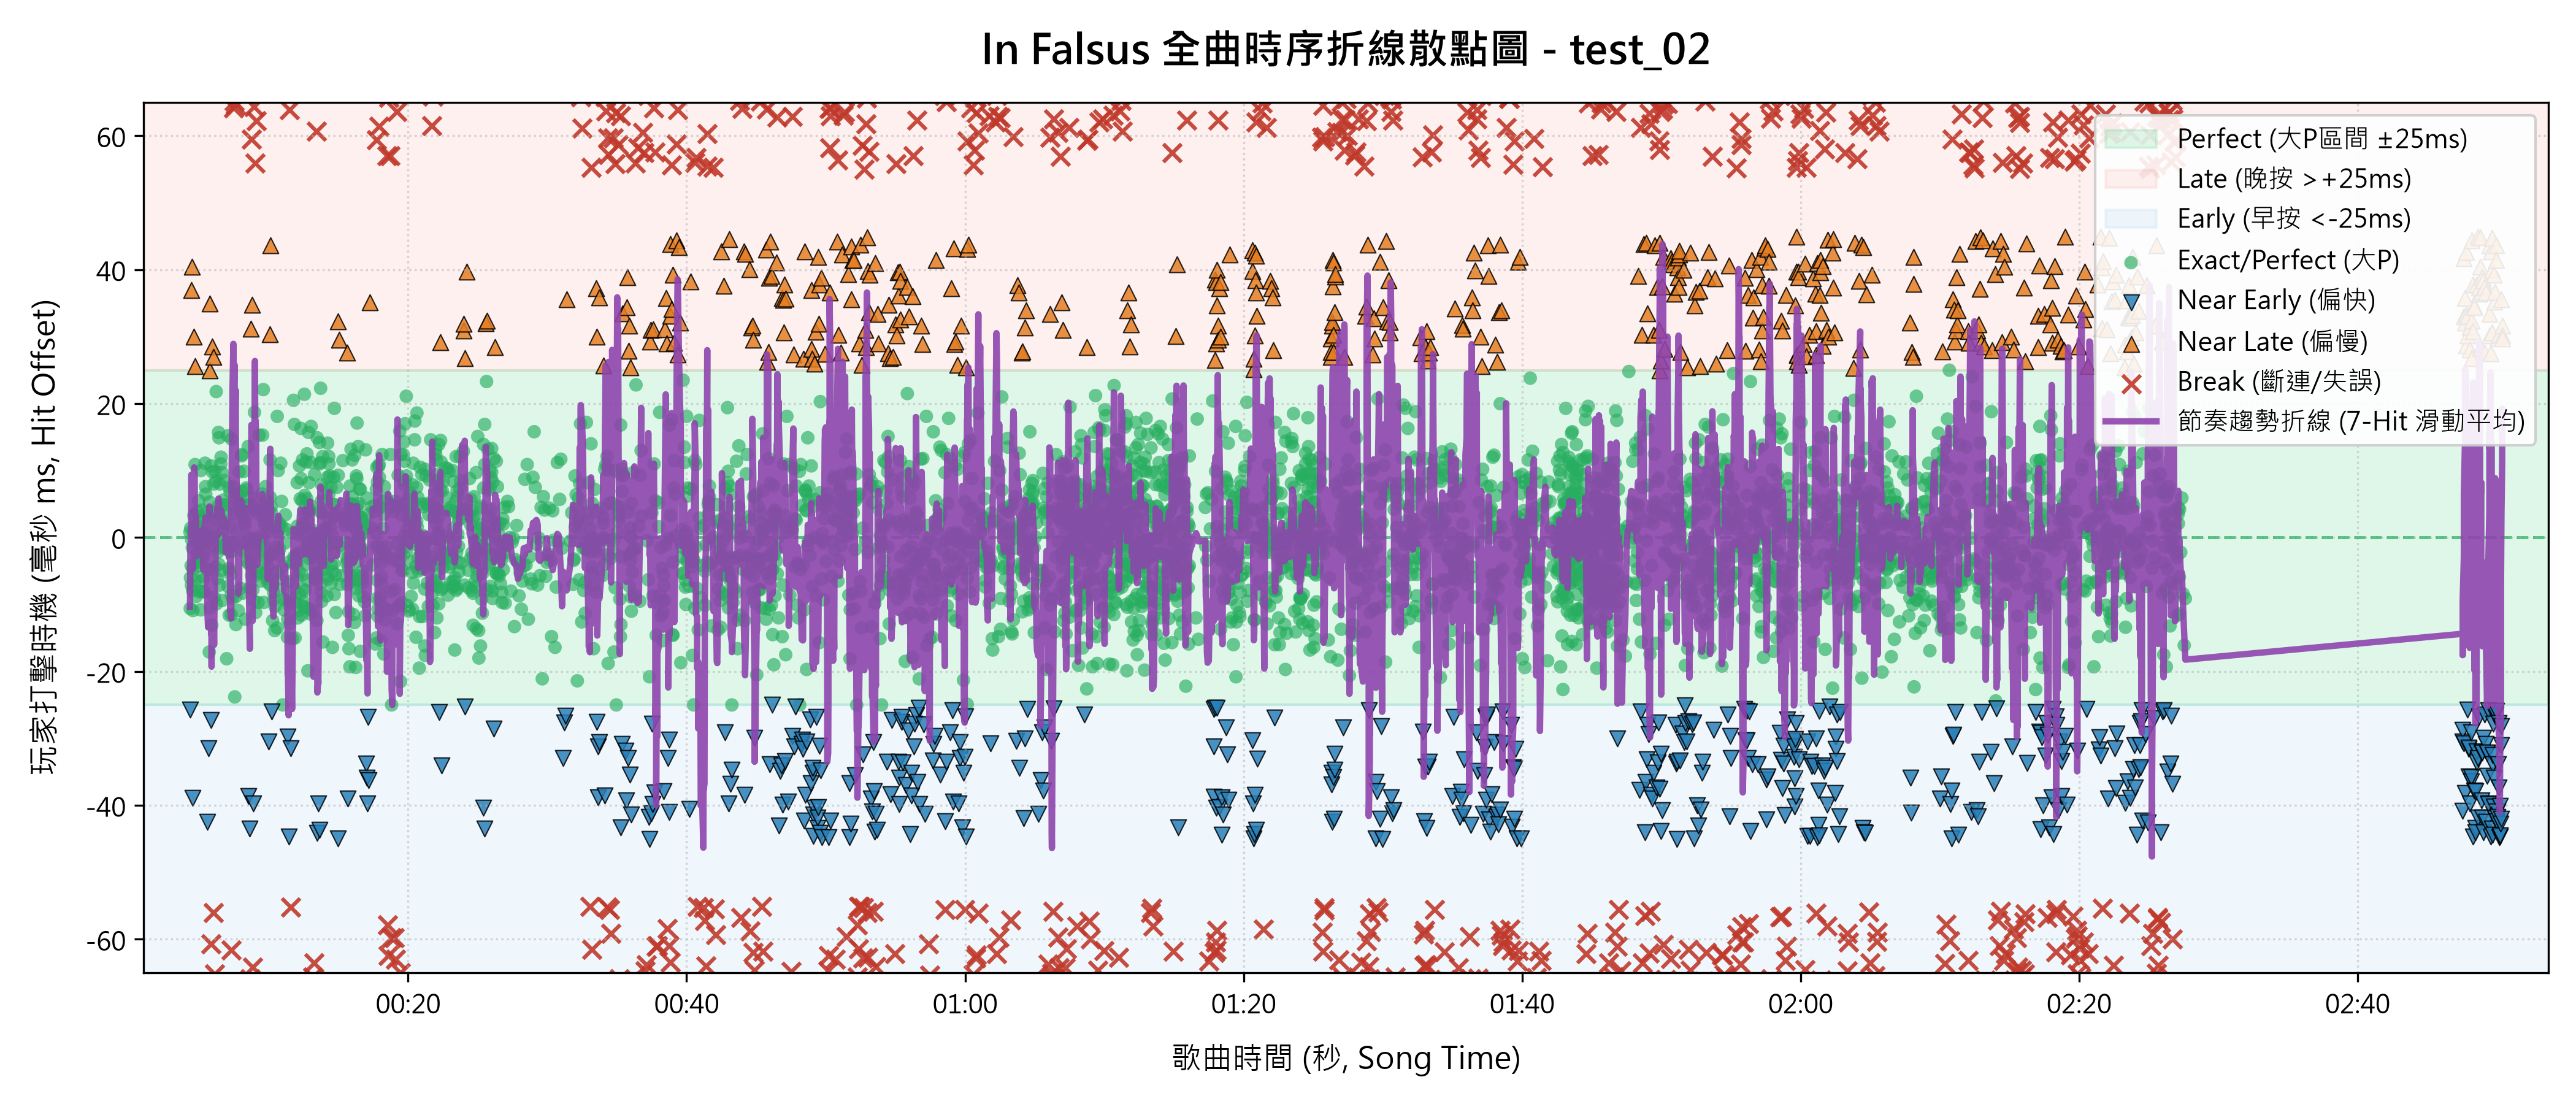 In Falsus 全曲時序折線散點圖 - test_02
玩家打擊時機 (毫秒 ms, Hit Offset)
60
40
20
0
-20
-40
-60
Perfect (大P區間 ±25ms)
Late (晚按 >+25ms)
Early (早按 <-25ms)
Exact/Perfect (大P)
Near Early (偏快)
Near Late (偏慢)
Break (斷連/失誤)
節奏趨勢折線 (7-Hit 滑動平均)
00:20
00:40
01:00
01:20
01:40
02:00
02:20
02:40
歌曲時間 (秒, Song Time)